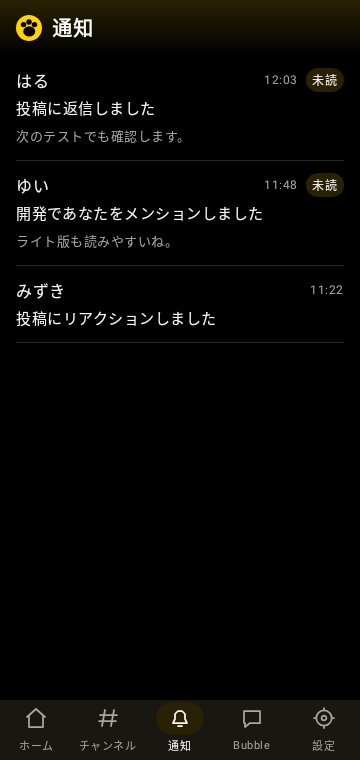 通知
はる 12:03 未読
投稿に返信しました
次のテストでも確認します。
ゆい 11:48 未読
開発であなたをメンションしました
ライト版も読みやすいね。
みずき 11:22
投稿にリアクションしました
ホーム チャンネル 通知 Bubble 設定